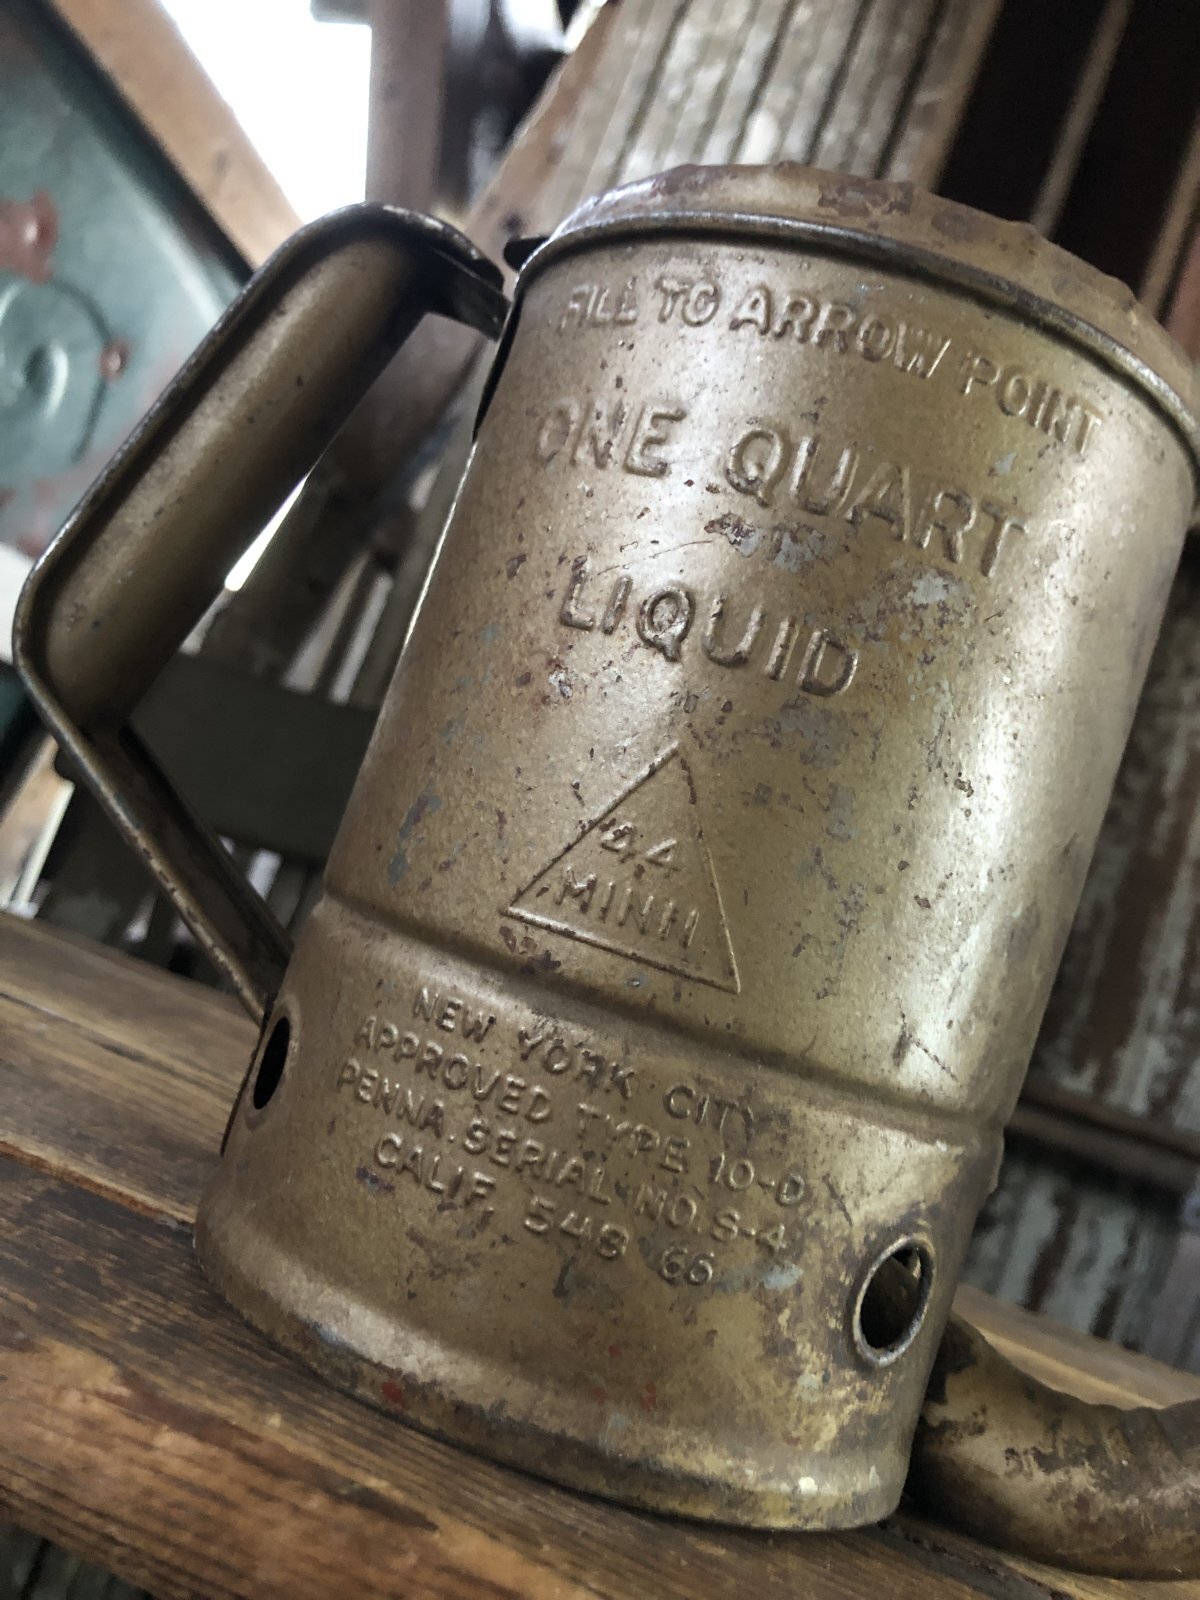 FILL TO ARROW POINT
ONE QUART
LIQUID
44
MINN.
NEW YORK CITY
APPROVED TYPE 10-D
PENNA. SERIAL NO. S-4
CALIF. 548 66